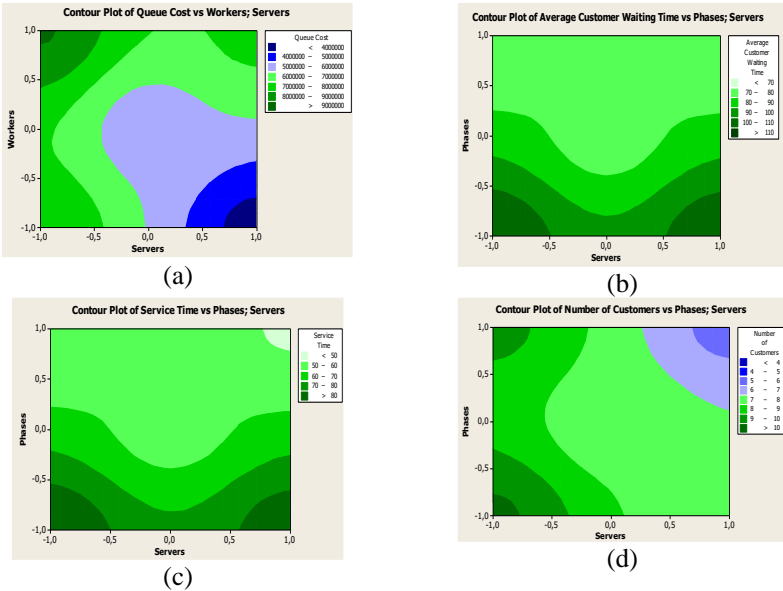 Contour Plot of Queue Cost vs Workers; Servers
1,0
0,5
0,0
-0,5
-1,0
Workers
-1,0 -0,5 0,0 0,5 1,0
Servers
Queue Cost
< 4000000
4000000 – 5000000
5000000 – 6000000
6000000 – 7000000
7000000 – 8000000
8000000 – 9000000
> 9000000
(a)
Contour Plot of Average Customer Waiting Time vs Phases; Servers
1,0
0,5
0,0
-0,5
-1,0
Phases
-1,0 -0,5 0,0 0,5 1,0
Servers
Average
Customer
Waiting
Time
< 70
70 – 80
80 – 90
90 – 100
100 – 110
> 110
(b)
Contour Plot of Service Time vs Phases; Servers
1,0
0,5
0,0
-0,5
-1,0
Phases
-1,0 -0,5 0,0 0,5 1,0
Servers
Service
Time
< 50
50 – 60
60 – 70
70 – 80
> 80
(c)
Contour Plot of Number of Customers vs Phases; Servers
1,0
0,5
0,0
-0,5
-1,0
Phases
-1,0 -0,5 0,0 0,5 1,0
Servers
Number
of
Customers
< 4
4 – 5
5 – 6
6 – 7
7 – 8
8 – 9
9 – 10
> 10
(d)